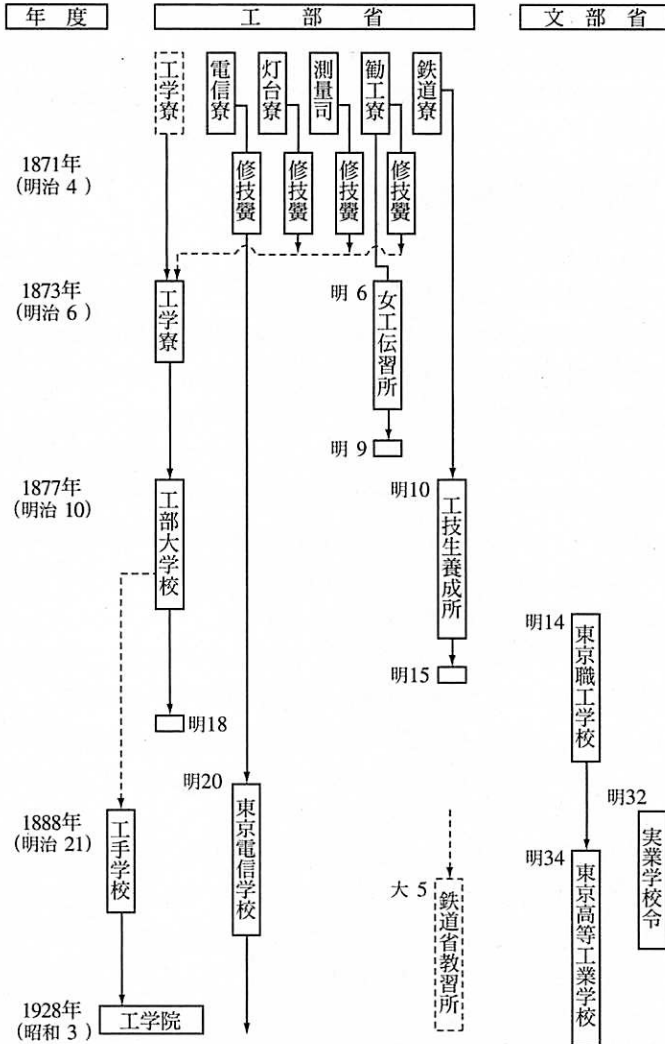 年度
工部省
文部省
工学寮
電信寮
灯台寮
測量司
勧工寮
鉄道寮
1871年
(明治 4 )
修技黌
修技黌
修技黌
修技黌
1873年
(明治 6 )
工学寮
明 6
女工伝習所
明 9
1877年
(明治 10)
工部大学校
明10
工技生養成所
明14
東京職工学校
明15
明18
明20
東京電信学校
明32
実業学校令
1888年
(明治 21)
工手学校
明34
東京高等工業学校
大 5
鉄道省教習所
1928年
(昭和 3 )
工学院